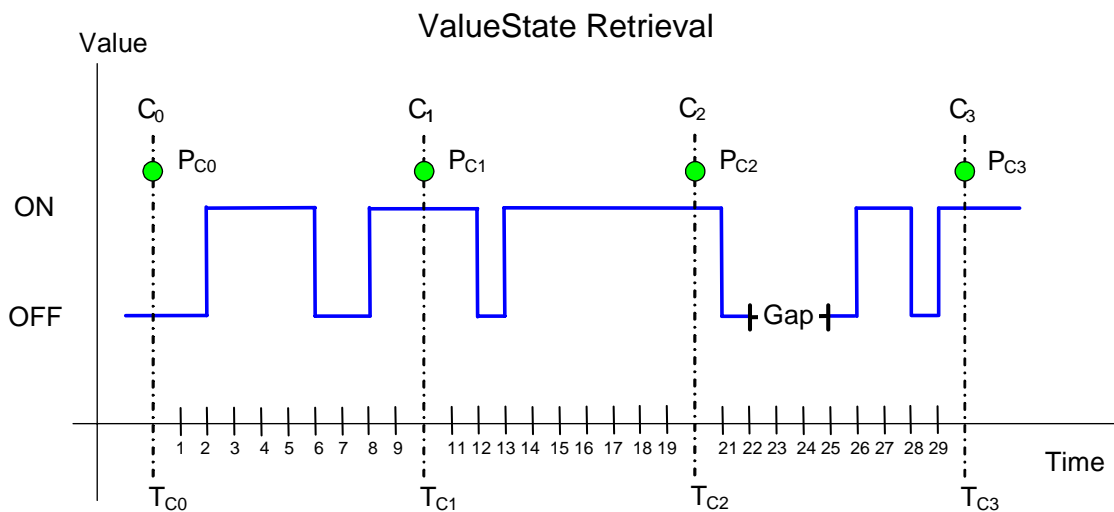 ValueState Retrieval
Value
C0 C1 C2 C3
PC0 PC1 PC2 PC3
ON
OFF
Gap
1 2 3 4 5 6 7 8 9 11 12 13 14 15 16 17 18 19 21 22 23 24 25 26 27 28 29
Time
TC0 TC1 TC2 TC3